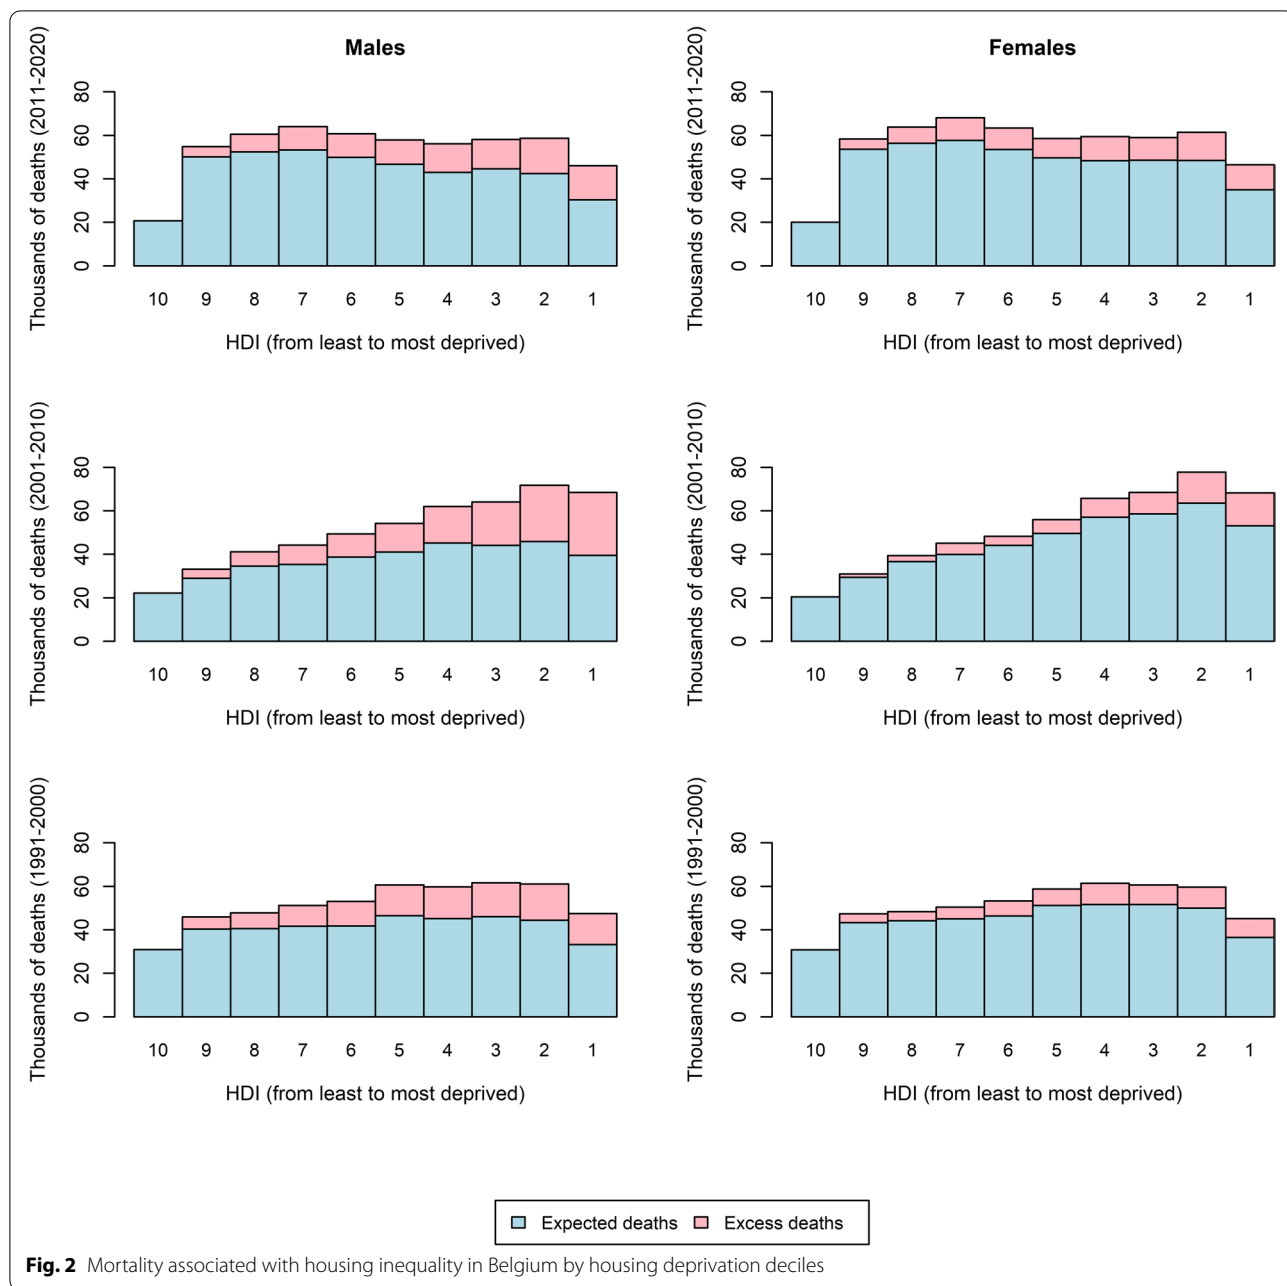 Males
Females
Thousands of deaths (2011-2020)
80
60
40
20
0
10 9 8 7 6 5 4 3 2 1
HDI (from least to most deprived)
Thousands of deaths (2011-2020)
80
60
40
20
0
10 9 8 7 6 5 4 3 2 1
HDI (from least to most deprived)
Thousands of deaths (2001-2010)
80
60
40
20
0
10 9 8 7 6 5 4 3 2 1
HDI (from least to most deprived)
Thousands of deaths (2001-2010)
80
60
40
20
0
10 9 8 7 6 5 4 3 2 1
HDI (from least to most deprived)
Thousands of deaths (1991-2000)
80
60
40
20
0
10 9 8 7 6 5 4 3 2 1
HDI (from least to most deprived)
Thousands of deaths (1991-2000)
80
60
40
20
0
10 9 8 7 6 5 4 3 2 1
HDI (from least to most deprived)
Expected deaths Excess deaths
Fig. 2 Mortality associated with housing inequality in Belgium by housing deprivation deciles